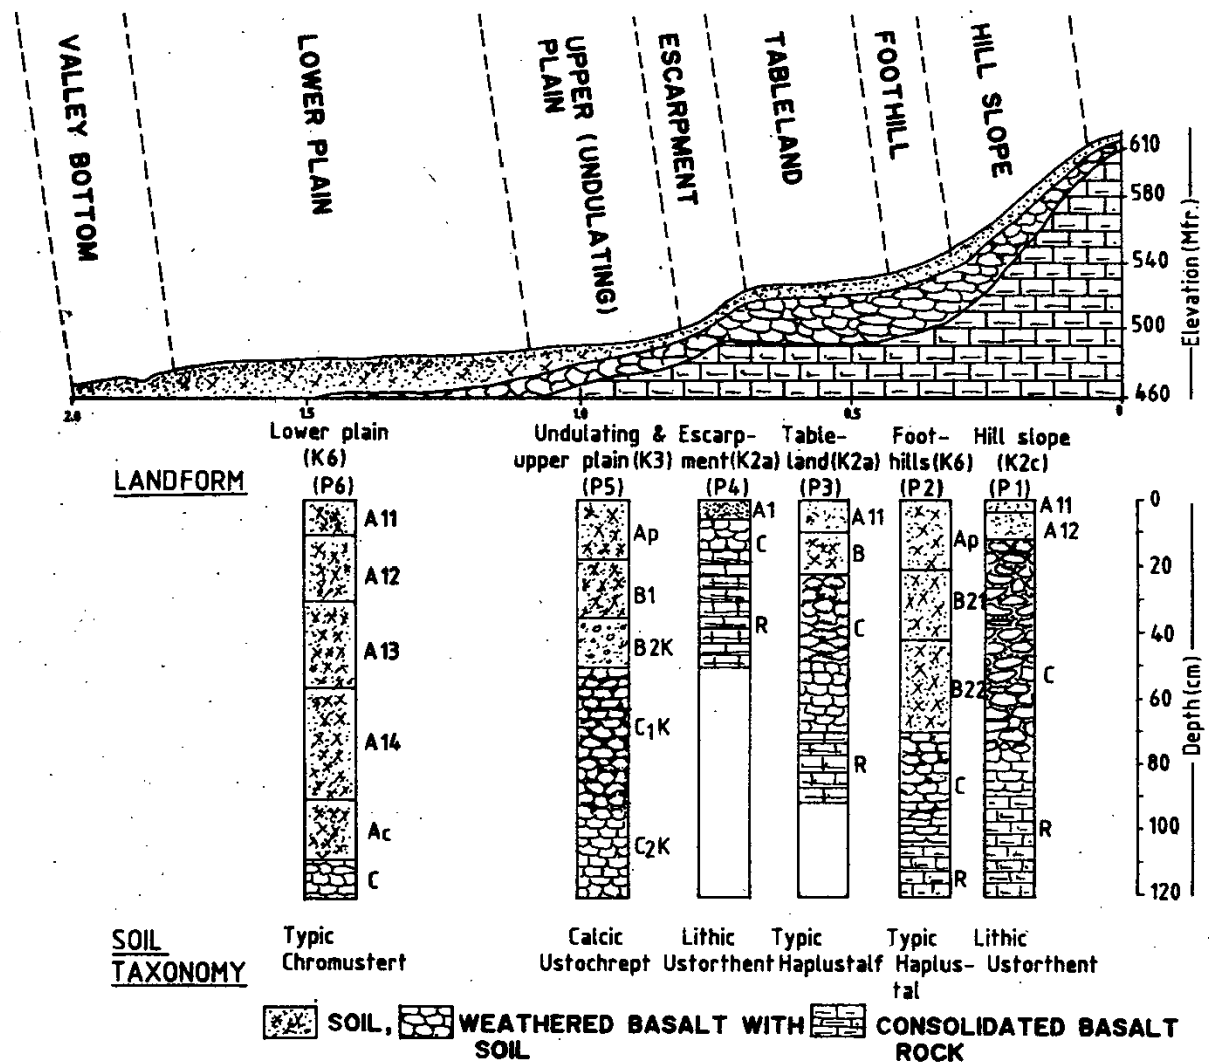 VALLEY BOTTOM
LOWER PLAIN
UPPER (UNDULATING)
PLAIN
ESCARPMENT
TABLELAND
FOOTHILL
HILL SLOPE
610
580
540
500
460
Elevation (Mtr.)
2.0 1.5 1.0 0.5 0
Lower plain Undulating & Escarp- Table- Foot- Hill slope
(K6) upper plain (K3) ment(K2a) land(K2a) hills(K6) (K2c)
LANDFORM (P6) (P5) (P4) (P3) (P2) (P1)
A11
A12
A13
A14
Ac
C
Ap
B1
B2K
C1K
C2K
A1
C
R
A11
B
C
R
Ap
B21
B22
C
R
A11
A12
C
R
0
20
40
60
80
100
120
Depth (cm)
SOIL Typic Calcic Lithic Typic Typic Lithic
TAXONOMY Chromustert Ustochrept Ustorthent Haplustalf Haplus- Ustorthent
tal
SOIL, WEATHERED BASALT WITH CONSOLIDATED BASALT
SOIL ROCK